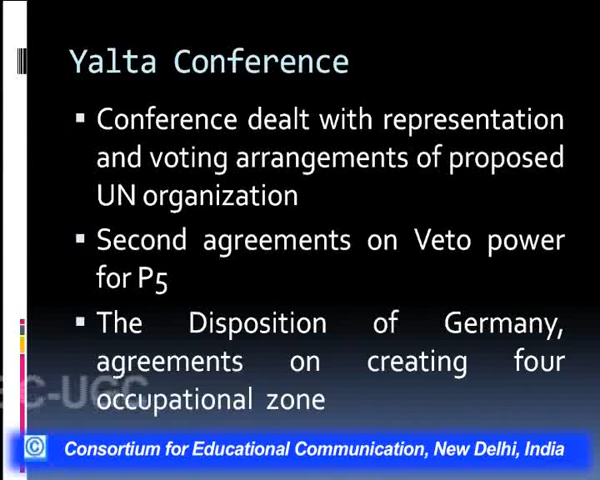 Yalta Conference
Conference dealt with representation
and voting arrangements of proposed
UN organization
Second agreements on Veto power
for P5
The Disposition of Germany,
agreements on creating four
occupational zone
C-UGC
© Consortium for Educational Communication, New Delhi, India